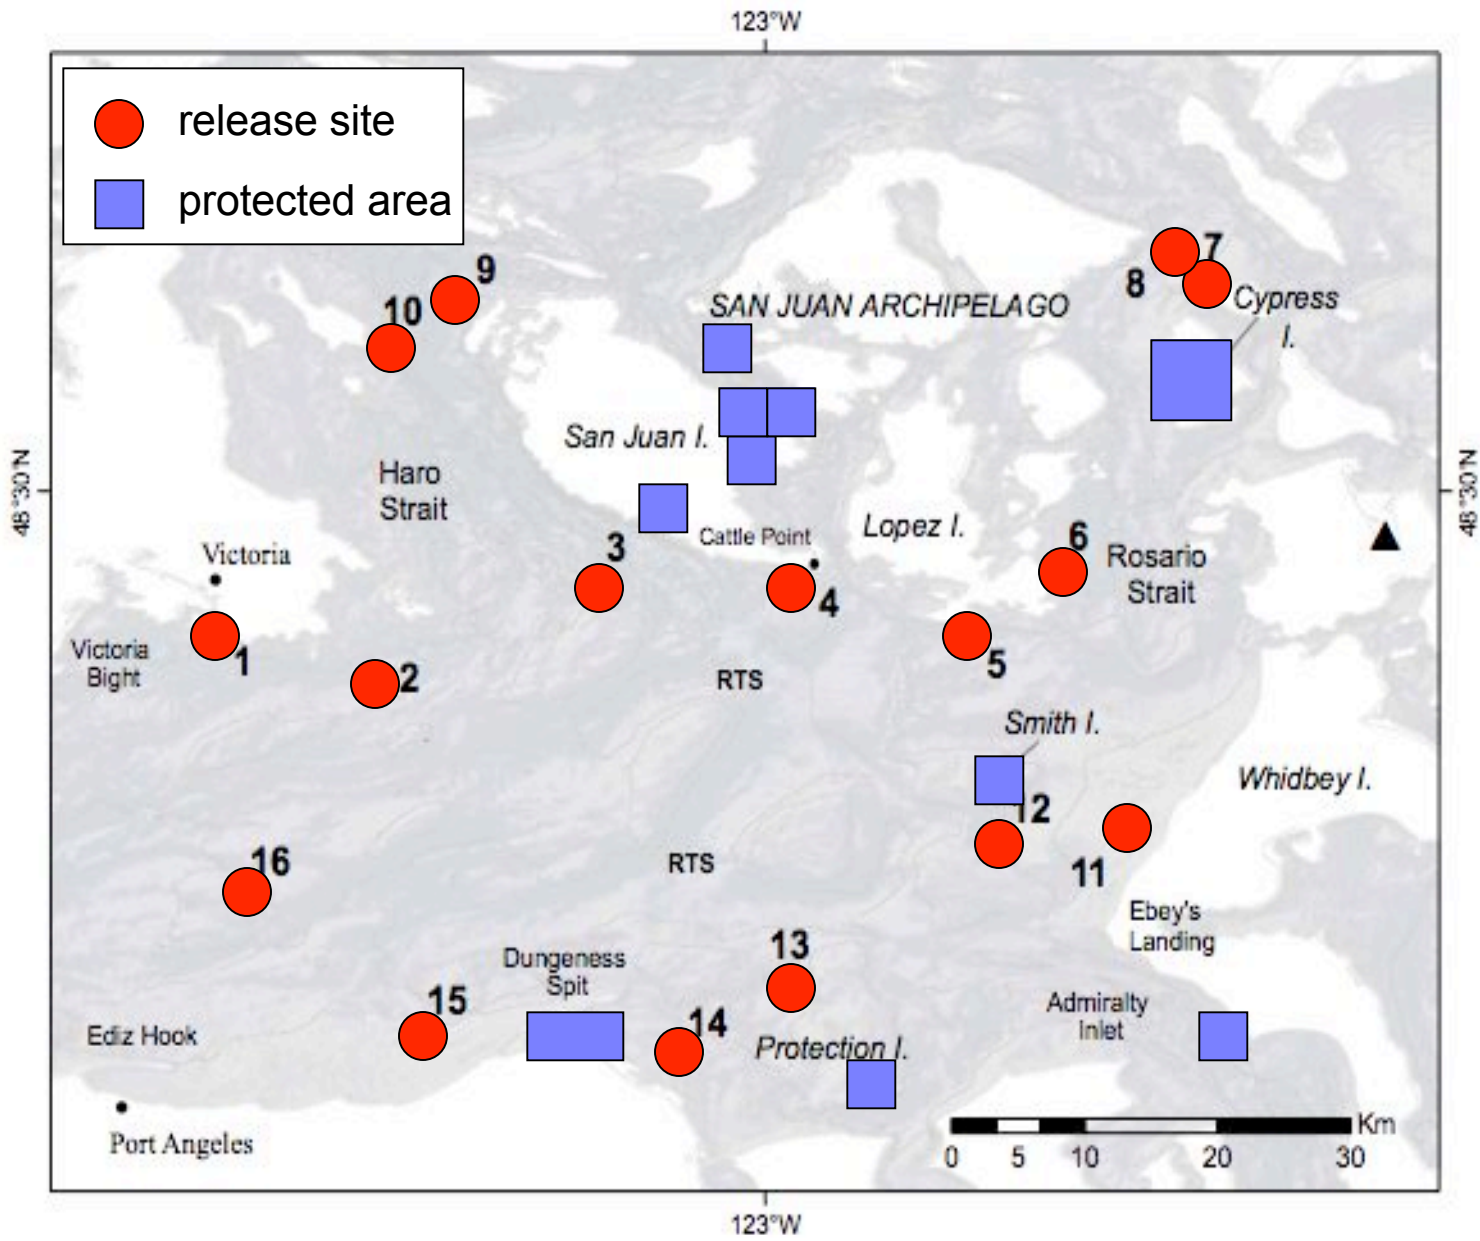 123°W
release site
protected area
7
9
8
SAN JUAN ARCHIPELAGO
Cypress
I.
10
San Juan I.
Haro
Strait
48°30'N
48°30'N
Cattle Point
Lopez I.
6
Rosario
Strait
3
Victoria
4
Victoria
Bight
1
2
5
RTS
Smith I.
Whidbey I.
12
16
RTS
11
Ebey's
Landing
13
Dungeness
Spit
15
14
Admiralty
Inlet
Ediz Hook
Protection I.
Km
0 5 10 20 30
Port Angeles
123°W